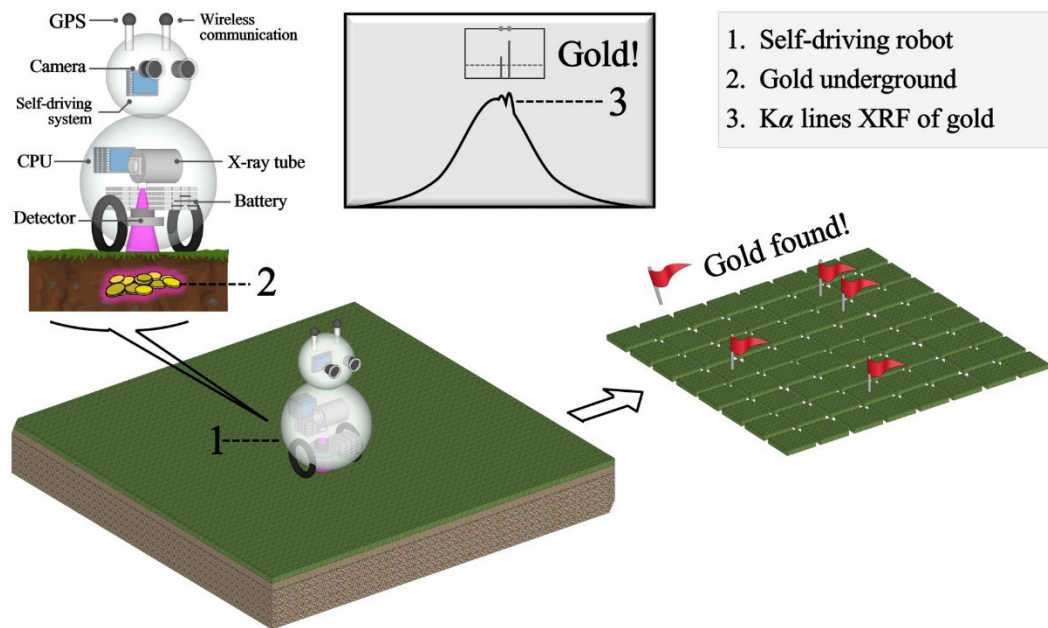 GPS
Wireless
communication
Camera
Self-driving
system
CPU
X-ray tube
Battery
Detector
2
1
Gold!
3
1. Self-driving robot
2. Gold underground
3. Kα lines XRF of gold
Gold found!